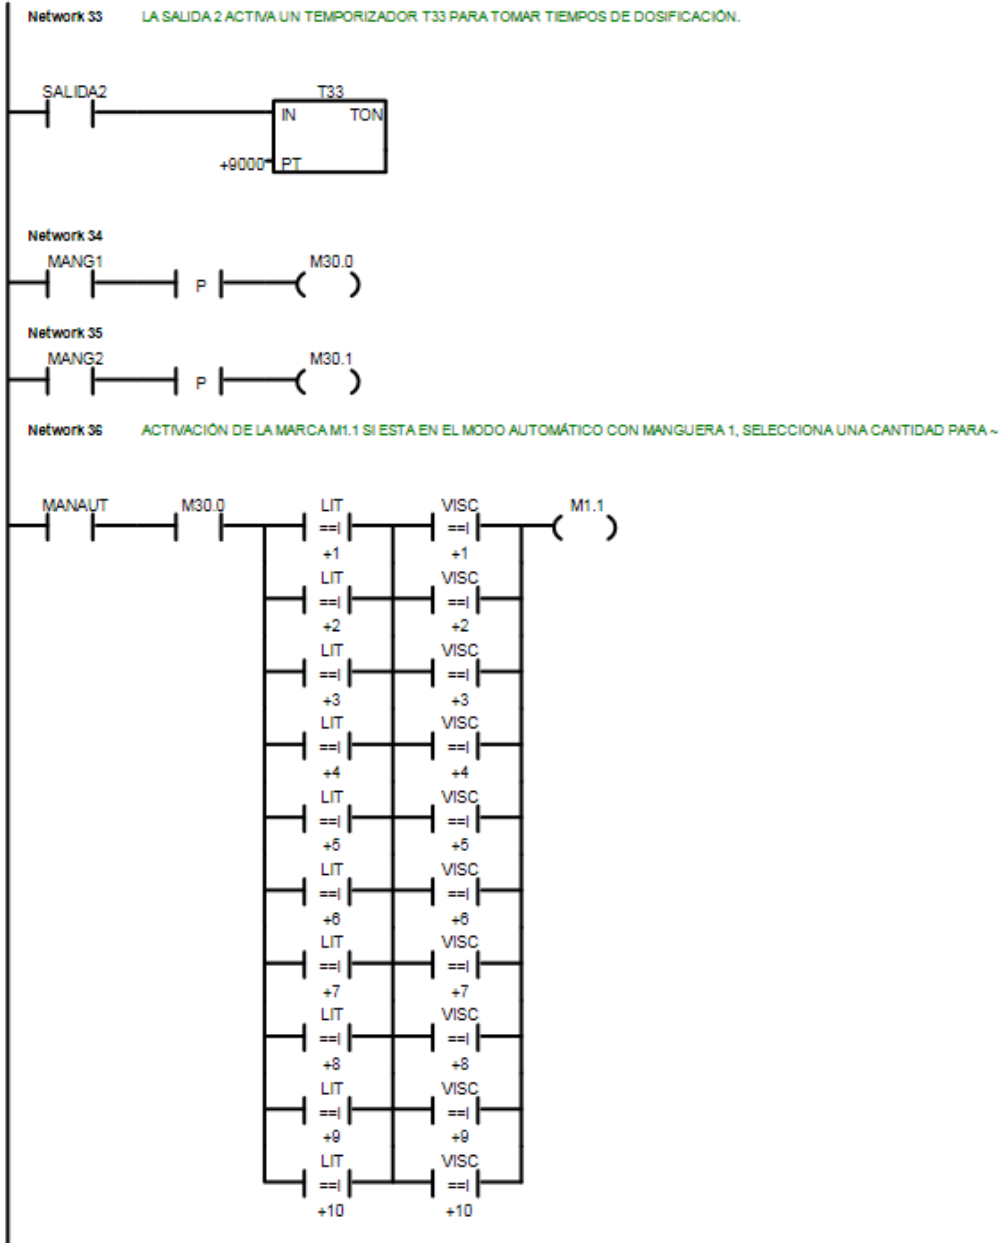 Network 33 LA SALIDA 2 ACTIVA UN TEMPORIZADOR T33 PARA TOMAR TIEMPOS DE DOSIFICACIÓN.
SALIDA2 T33
IN TON
+9000 PT
Network 34
MANG1 M30.0
P
Network 35
MANG2 M30.1
P
Network 36 ACTIVACIÓN DE LA MARCA M1.1 SI ESTA EN EL MODO AUTOMÁTICO CON MANGUERA 1, SELECCIONA UNA CANTIDAD PARA ~
MANAUT M30.0 LIT VISC M1.1
==I ==I
+1 +1
LIT VISC
==I ==I
+2 +2
LIT VISC
==I ==I
+3 +3
LIT VISC
==I ==I
+4 +4
LIT VISC
==I ==I
+5 +5
LIT VISC
==I ==I
+6 +6
LIT VISC
==I ==I
+7 +7
LIT VISC
==I ==I
+8 +8
LIT VISC
==I ==I
+9 +9
LIT VISC
==I ==I
+10 +10